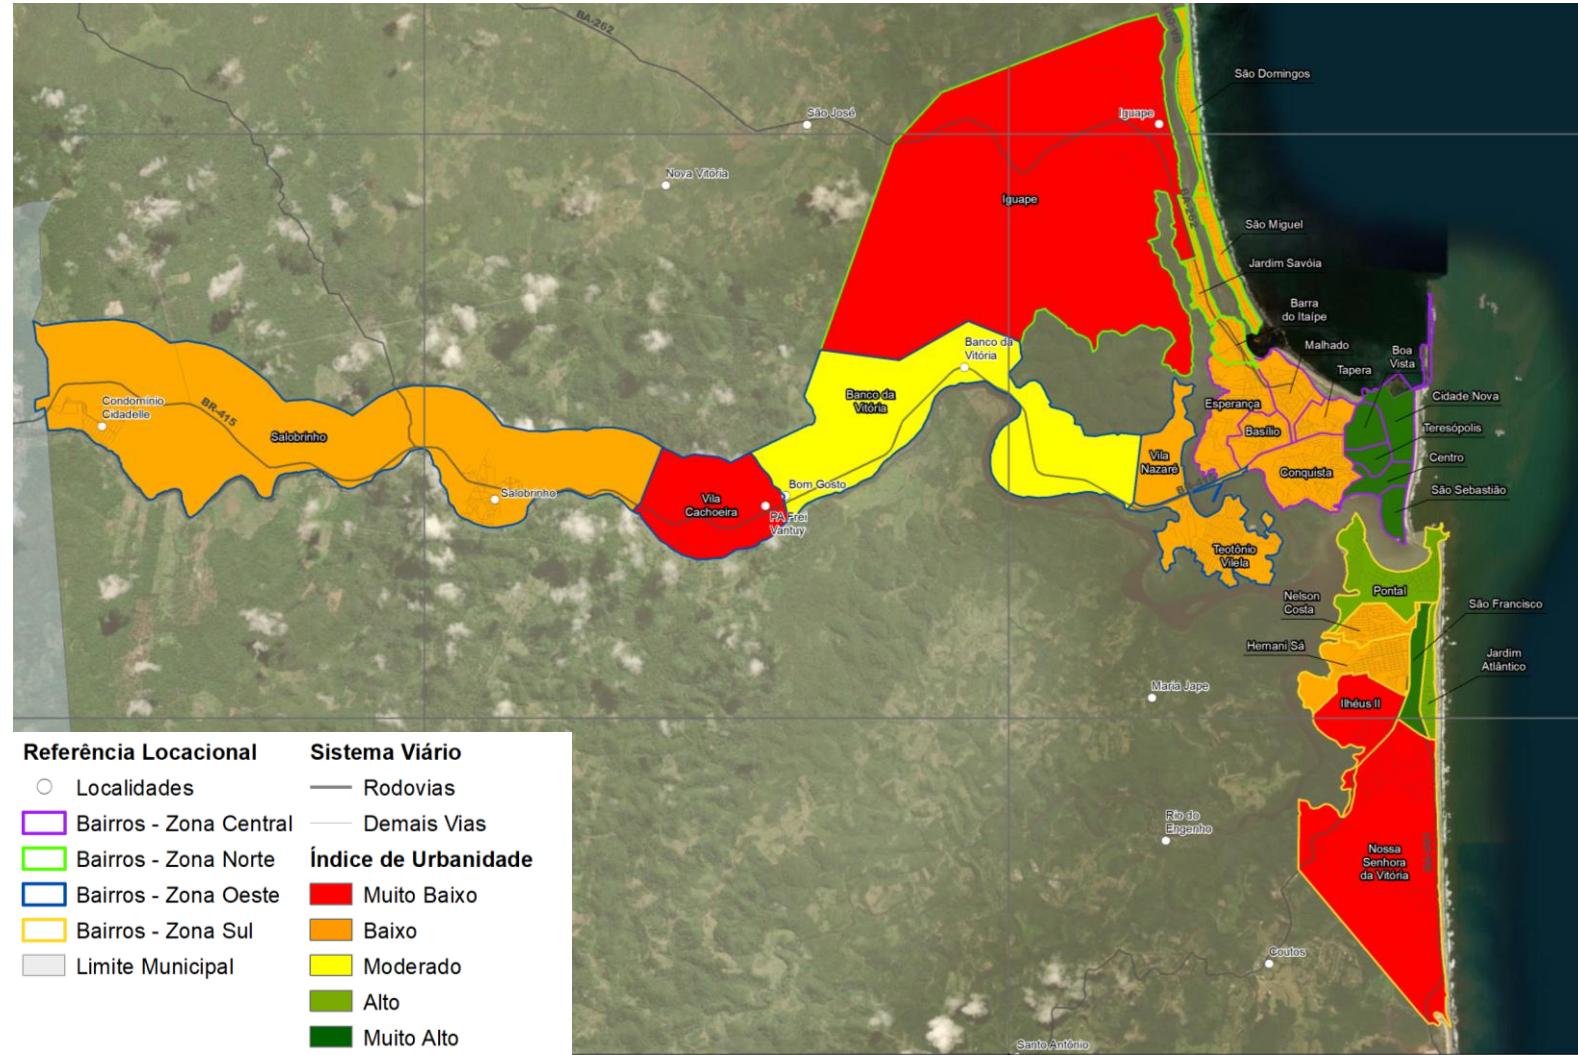 BA-262
São Domingos
São José
Iguape
Nova Vitória
Iguape
BA-262
São Miguel
Jardim Savóia
Barra
do Itaípe
Malhado
Banco da
Vitória
Boa
Vista
Tapera
Condomínio
Cidadelle
BR-415
Banco da
Vitória
Esperança
Cidade Nova
Salobrinho
Basílio
Teresópolis
Vila
Nazaré
Centro
Conquista
Salobrinho
Vila
Cachoeira
Bom Gosto
PA Frei
Vantuy
São Sebastião
Teotônio
Vilela
Pontal
Nelson
Costa
São Francisco
Hernani Sá
Jardim
Atlântico
Maria Jape
Ilhéus II
Rio do
Engenho
Nossa
Senhora
da Vitória
Coutos
Santo Antônio
Referência Locacional
Localidades
Bairros - Zona Central
Bairros - Zona Norte
Bairros - Zona Oeste
Bairros - Zona Sul
Limite Municipal
Sistema Viário
Rodovias
Demais Vias
Índice de Urbanidade
Muito Baixo
Baixo
Moderado
Alto
Muito Alto